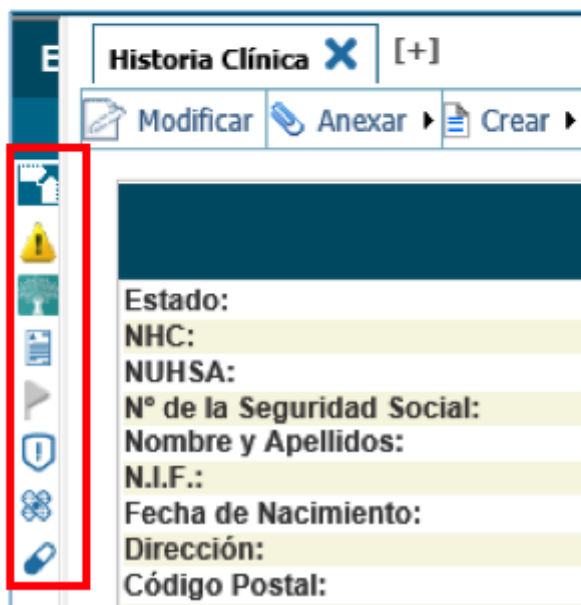 E
Historia Clínica [+]
Modificar Anexar Crear
Estado:
NHC:
NUHSA:
Nº de la Seguridad Social:
Nombre y Apellidos:
N.I.F.:
Fecha de Nacimiento:
Dirección:
Código Postal: